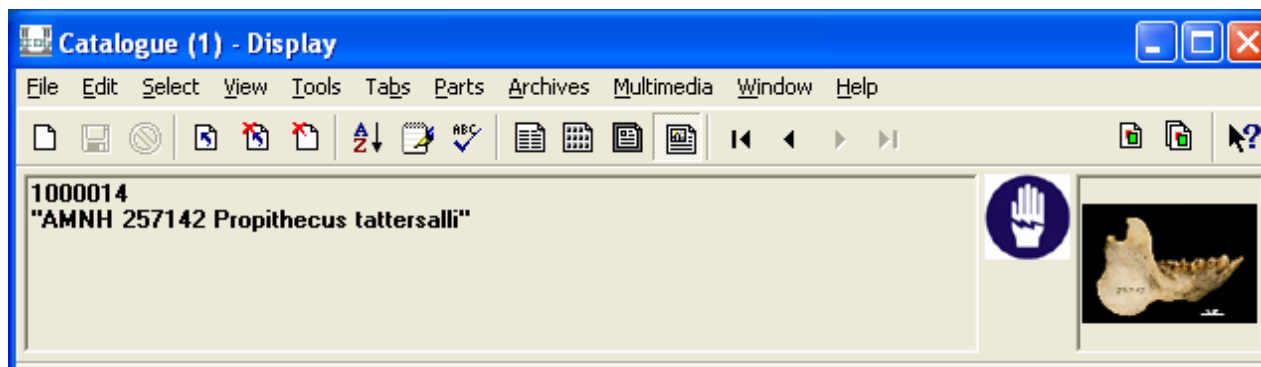 Catalogue (1) - Display
File Edit Select View Tools Tabs Parts Archives Multimedia Window Help
1000014
"AMNH 257142 Propithecus tattersalli"